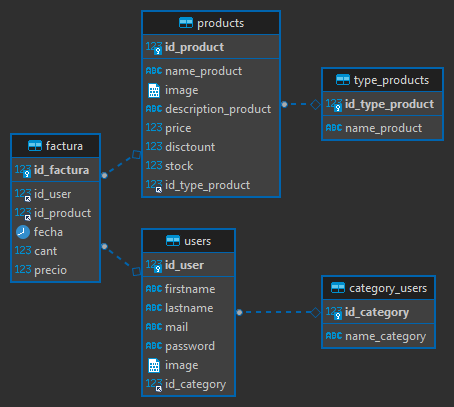 products
123 id_product
ABC name_product
image
ABC description_product
123 price
123 disctount
123 stock
123 id_type_product
type_products
123 id_type_product
ABC name_product
factura
123 id_factura
123 id_user
123 id_product
fecha
123 cant
123 precio
users
123 id_user
ABC firstname
ABC lastname
ABC mail
ABC password
image
123 id_category
category_users
123 id_category
ABC name_category